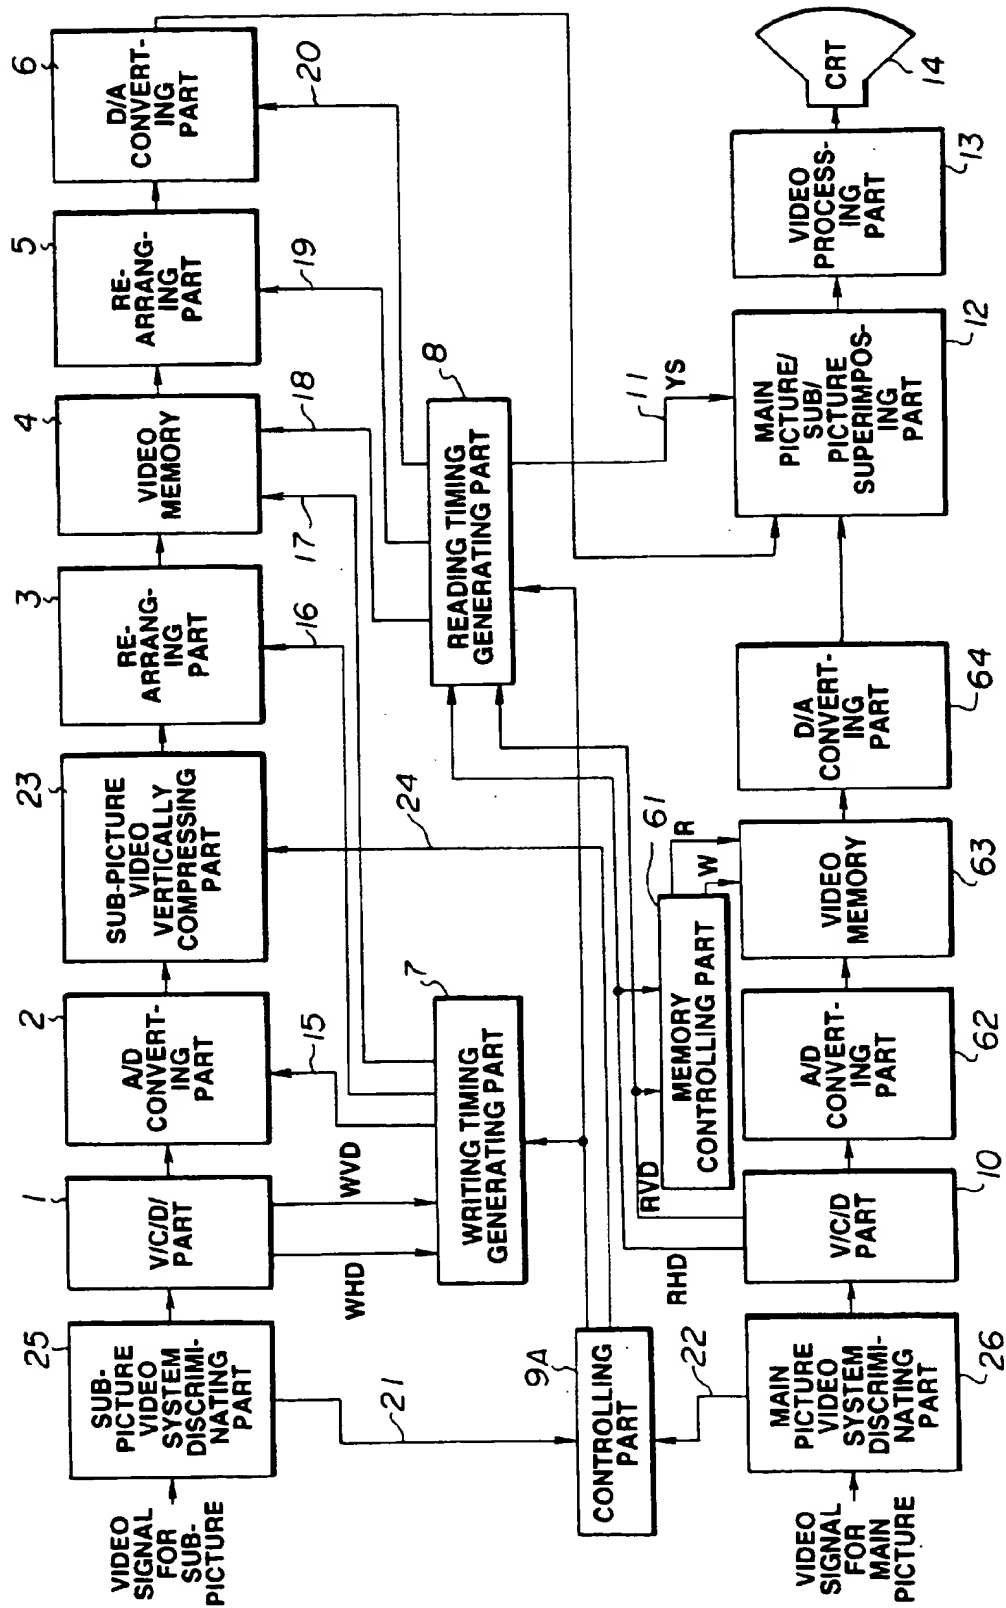 VIDEO
SIGNAL
FOR
SUB-
PICTURE
25
SUB-
PICTURE
VIDEO
SYSTEM
DISCRIMI-
NATING
PART
1
V/C/D/
PART
2
A/D
CONVERT-
ING
PART
23
SUB-PICTURE
VIDEO
VERTICALLY
COMPRESSING
PART
3
RE-
ARRANG-
ING
PART
4
VIDEO
MEMORY
5
RE-
ARRANG-
ING
PART
6
D/A
CONVERT-
ING
PART
21
WHD
WVD
15
24
16
17
18
19
20
7
WRITING TIMING
GENERATING PART
8
READING TIMING
GENERATING PART
9A
CONTROLLING
PART
22
RHD
RVD
61
MEMORY
CONTROLLING PART
R
W
11
YS
VIDEO
SIGNAL
FOR
MAIN
PICTURE
MAIN
PICTURE
VIDEO
SYSTEM
DISCRIMI-
NATING
PART
26
V/C/D
PART
10
A/D
CONVERT-
ING
PART
62
VIDEO
MEMORY
63
D/A
CONVERT-
ING
PART
64
MAIN
PICTURE/
SUB/
PICTURE
SUPERIMPOS-
ING
PART
12
VIDEO
PROCESS-
ING
PART
13
CRT
14